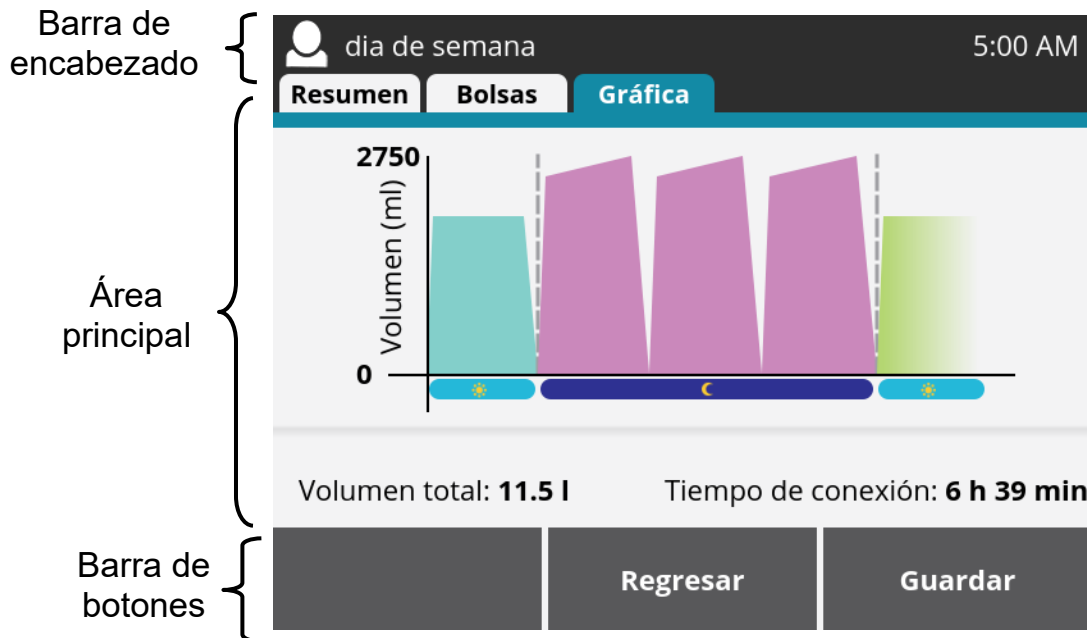 Barra de
encabezado
dia de semana
5:00 AM
Resumen
Bolsas
Gráfica
Área
principal
2750
Volumen (ml)
0
Volumen total: 11.5 l
Tiempo de conexión: 6 h 39 min
Barra de
botones
Regresar
Guardar